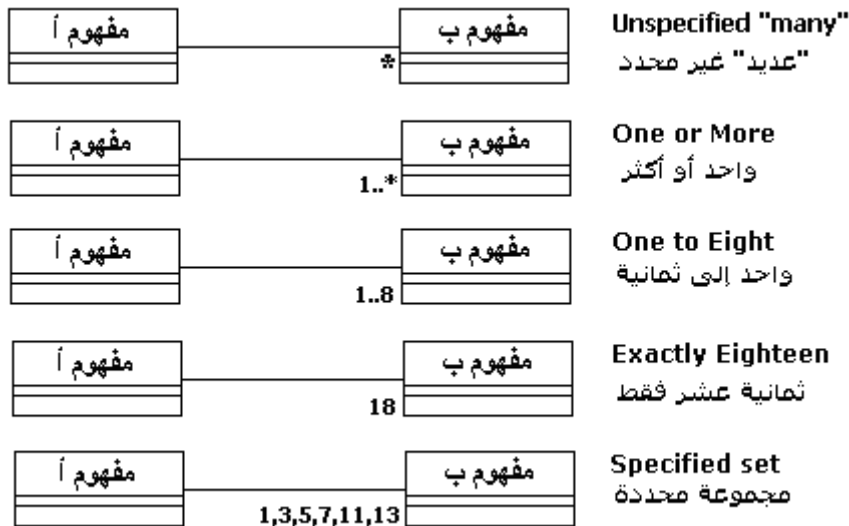 مفهوم أ
مفهوم ب
*
Unspecified "many"
"عديد" غير محدد
مفهوم أ
مفهوم ب
1..*
One or More
واحد أو أكثر
مفهوم أ
مفهوم ب
1..8
One to Eight
واحد إلى ثمانية
مفهوم أ
مفهوم ب
18
Exactly Eighteen
ثمانية عشر فقط
مفهوم أ
مفهوم ب
1,3,5,7,11,13
Specified set
مجموعة محددة